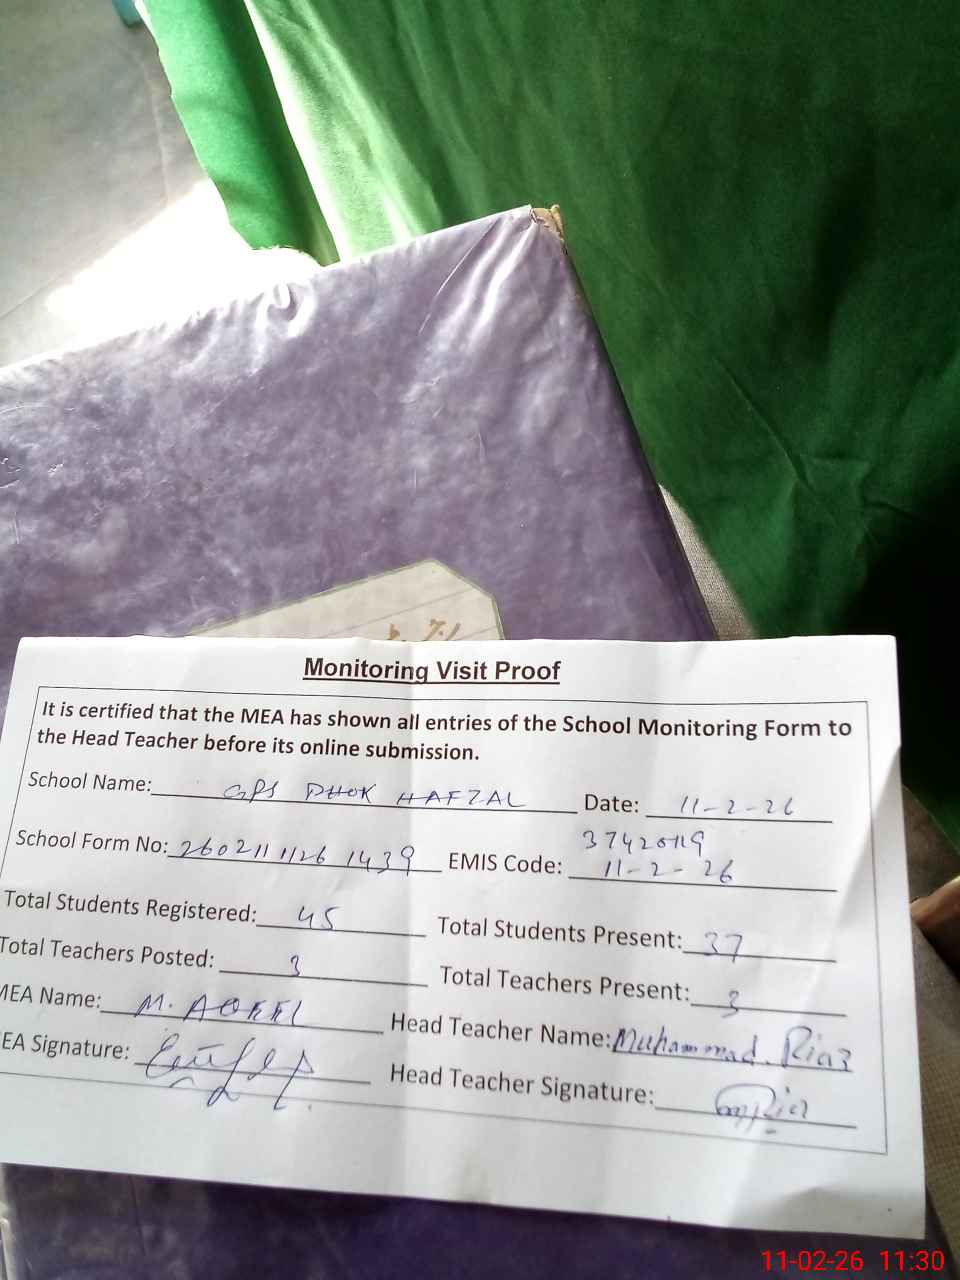 Monitoring Visit Proof
It is certified that the MEA has shown all entries of the School Monitoring Form to
the Head Teacher before its online submission.
School Name: GPS DHOK HAFZAL Date: 11-2-26
School Form No: 260211 1126 1439 EMIS Code: 37420119
11-2-26
Total Students Registered: 45 Total Students Present: 37
Total Teachers Posted: 3 Total Teachers Present: 3
MEA Name: M. Head Teacher Name: Muhammad Riaz
EA Signature: Head Teacher Signature:
11-02-26 11:30